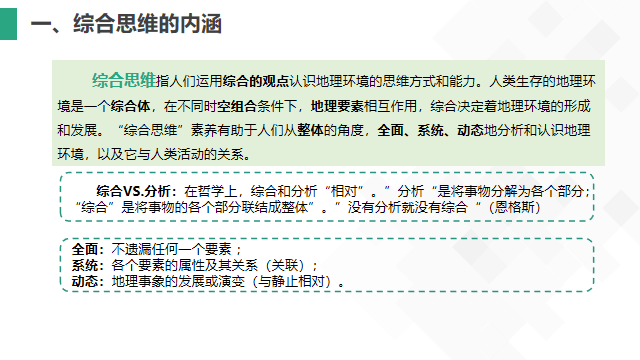 一、综合思维的内涵
综合思维指人们运用综合的观点认识地理环境的思维方式和能力。人类生存的地理环
境是一个综合体，在不同时空组合条件下，地理要素相互作用，综合决定着地理环境的形成
和发展。“综合思维”素养有助于人们从整体的角度，全面、系统、动态地分析和认识地理
环境，以及它与人类活动的关系。
综合VS.分析：在哲学上，综合和分析“相对”。”分析“是将事物分解为各个部分；
“综合”是将事物的各个部分联结成整体”。”没有分析就没有综合“（恩格斯）
全面：不遗漏任何一个要素；
系统：各个要素的属性及其关系（关联）；
动态：地理事象的发展或演变（与静止相对）。